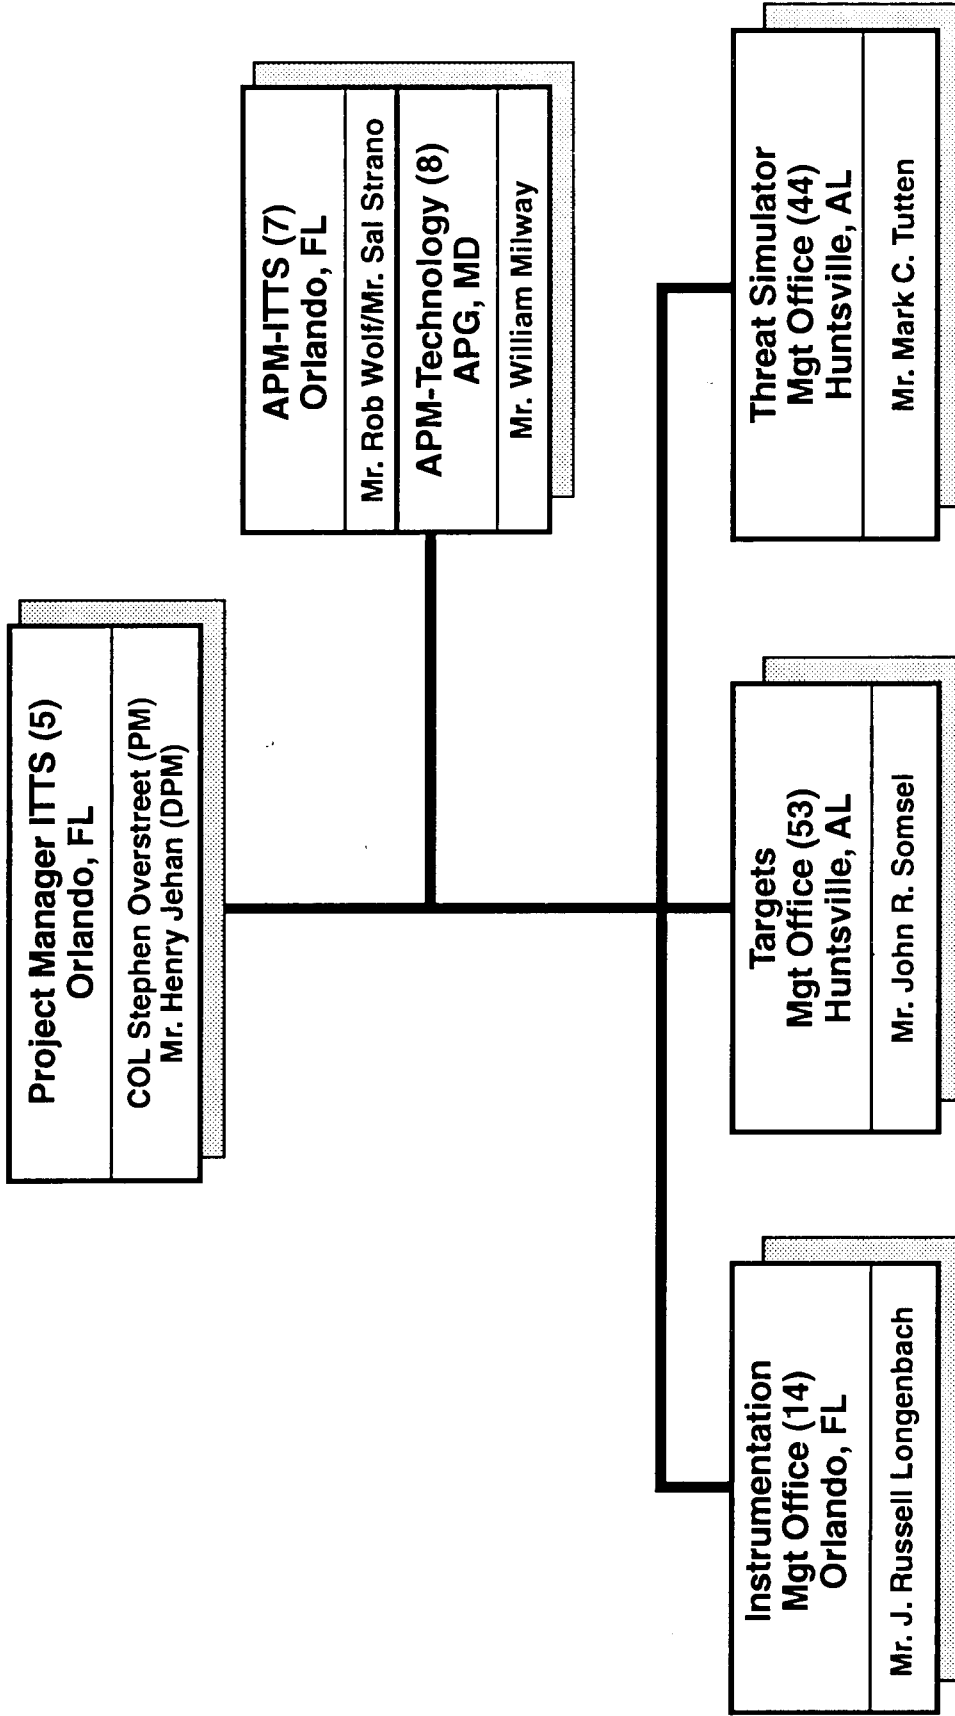 Project Manager ITTS (5)
Orlando, FL
COL Stephen Overstreet (PM)
Mr. Henry Jehan (DPM)
APM-ITTS (7)
Orlando, FL
Mr. Rob Wolf/Mr. Sal Strano
APM-Technology (8)
APG, MD
Mr. William Milway
Instrumentation
Mgt Office (14)
Orlando, FL
Mr. J. Russell Longenbach
Targets
Mgt Office (53)
Huntsville, AL
Mr. John R. Somsel
Threat Simulator
Mgt Office (44)
Huntsville, AL
Mr. Mark C. Tutten